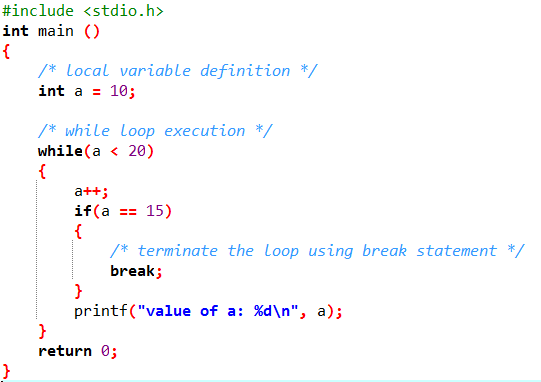 #include <stdio.h>
int main ()
{
    /* local variable definition */
    int a = 10;

    /* while loop execution */
    while(a < 20)
    {
        a++;
        if(a == 15)
        {
            /* terminate the loop using break statement */
            break;
        }
        printf("value of a: %d\n", a);
    }
    return 0;
}